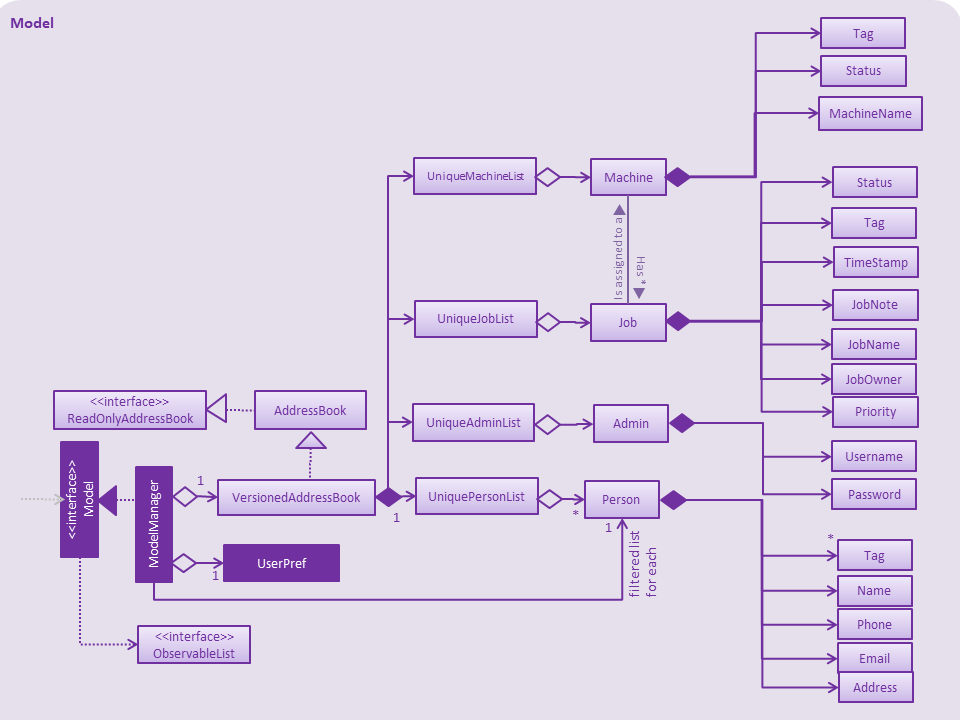 Model
Tag
Status
MachineName
UniqueMachineList
Machine
Status
Tag
TimeStamp
Is assigned to a
Has *
JobNote
UniqueJobList
Job
JobName
JobOwner
Priority
<<interface>>
ReadOnlyAddressBook
AddressBook
UniqueAdminList
Admin
Username
Password
<<interface>>
Model
ModelManager
1
VersionedAddressBook
1
UniquePersonList
*
Person
1
filtered list
for each
*
Tag
Name
Phone
Email
Address
1
UserPref
<<interface>>
ObservableList